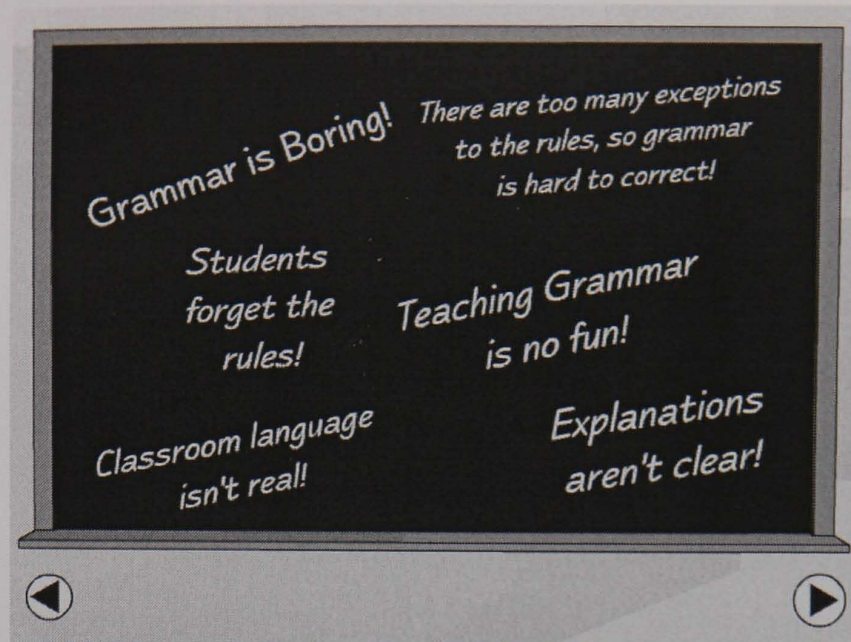 Grammar is Boring!
There are too many exceptions
to the rules, so grammar
is hard to correct!
Students
forget the
rules!
Teaching Grammar
is no fun!
Classroom language
isn't real!
Explanations
aren't clear!